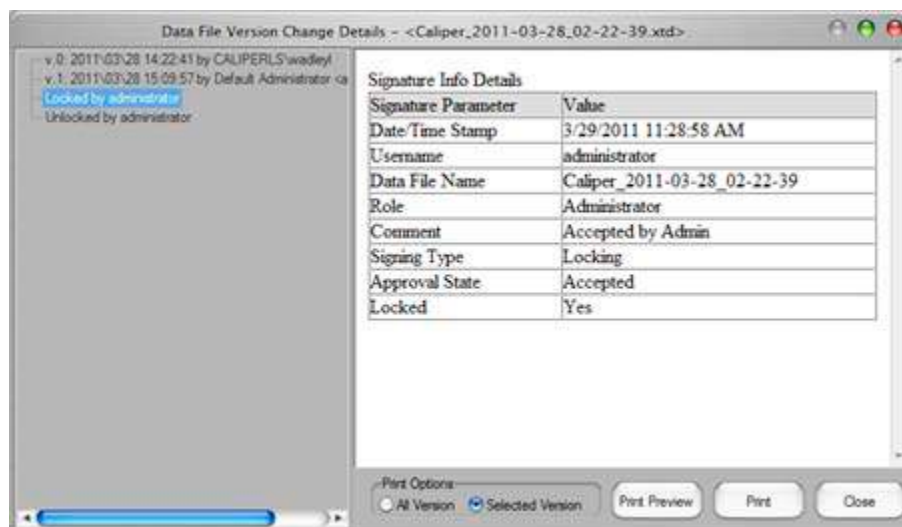 Data File Version Change Details - <Caliper_2011-03-28_02-22-39.xtd>
v.0: 2011\03\28 14:22:41 by CALIPERLS\wadleyl
v.1: 2011\03\28 15:09:57 by Default Administrator <a
Locked by administrator
Unlocked by administrator
Signature Info Details
Signature Parameter Value
Date/Time Stamp 3/29/2011 11:28:58 AM
Username administrator
Data File Name Caliper_2011-03-28_02-22-39
Role Administrator
Comment Accepted by Admin
Signing Type Locking
Approval State Accepted
Locked Yes
Print Options
All Version Selected Version
Print Preview Print Close